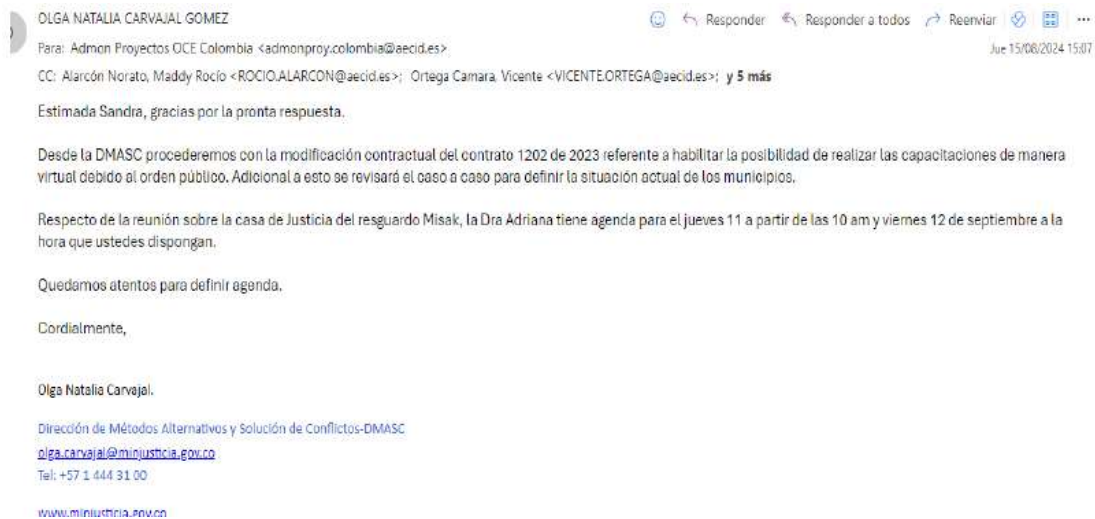 OLGA NATALIA CARVAJAL GOMEZ
Responder Responder a todos Reenviar
Para: Admon Proyectos OCE Colombia <admonproy.colombia@aecid.es>
Jue 15/08/2024 15:07
CC: Alarcón Norato, Maddy Rocío <ROCIO.ALARCON@aecid.es>; Ortega Camara, Vicente <VICENTE.ORTEGA@aecid.es>; y 5 más
Estimada Sandra, gracias por la pronta respuesta.
Desde la DMASC procederemos con la modificación contractual del contrato 1202 de 2023 referente a habilitar la posibilidad de realizar las capacitaciones de manera
virtual debido al orden público. Adicional a esto se revisará el caso a caso para definir la situación actual de los municipios.
Respecto de la reunión sobre la casa de Justicia del resguardo Misak, la Dra Adriana tiene agenda para el jueves 11 a partir de las 10 am y viernes 12 de septiembre a la
hora que ustedes dispongan.
Quedamos atentos para definir agenda.
Cordialmente,
Olga Natalia Carvajal.
Dirección de Métodos Alternativos y Solución de Conflictos-DMASC
olga.carvajal@minjusticia.gov.co
Tel: +57 1 444 31 00
www.minjusticia.gov.co